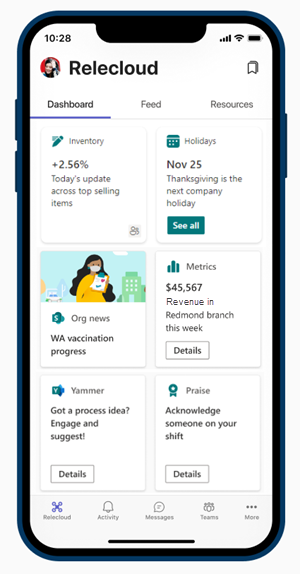 10:28
Relecloud
Dashboard Feed Resources
Inventory
+2.56%
Today's update
across top selling
items
Holidays
Nov 25
Thanksgiving is the
next company
holiday
See all
Org news
WA vaccination
progress
Metrics
$45,567
Revenue in
Redmond branch
this week
Details
Yammer
Got a process idea?
Engage and
suggest!
Details
Praise
Acknowledge
someone on your
shift
Details
Relecloud Activity Messages Teams More